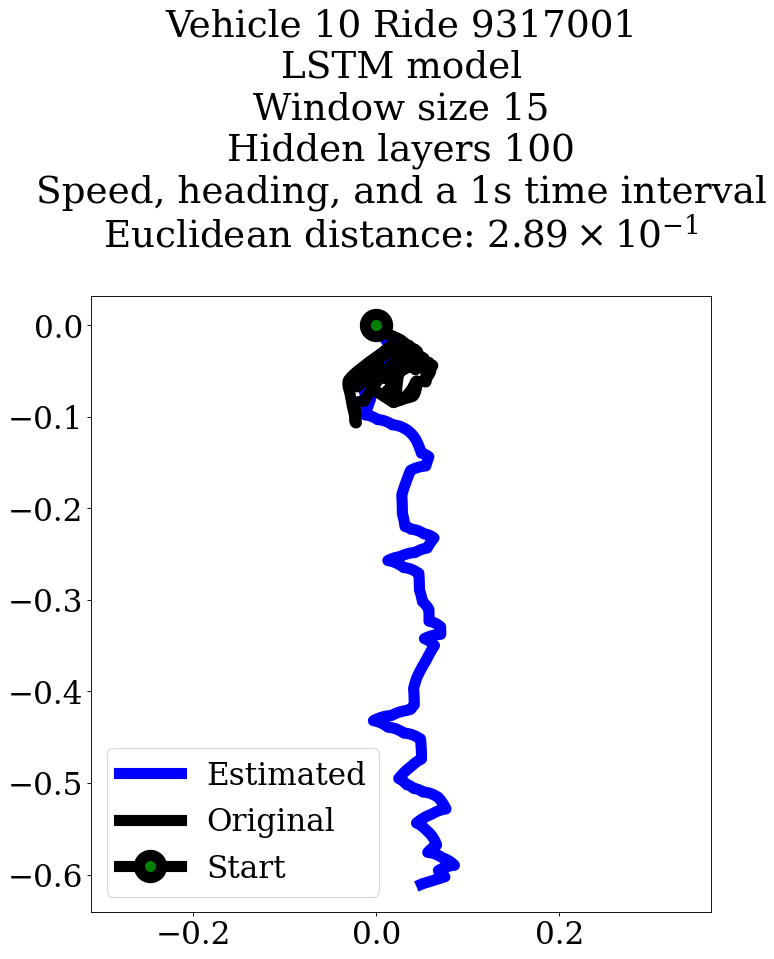 Vehicle 10 Ride 9317001
LSTM model
Window size 15
Hidden layers 100
Speed, heading, and a 1s time interval
Euclidean distance: 2.89 × 10⁻¹
0.0
−0.1
−0.2
−0.3
−0.4
−0.5
−0.6
Estimated
Original
Start
−0.2 0.0 0.2